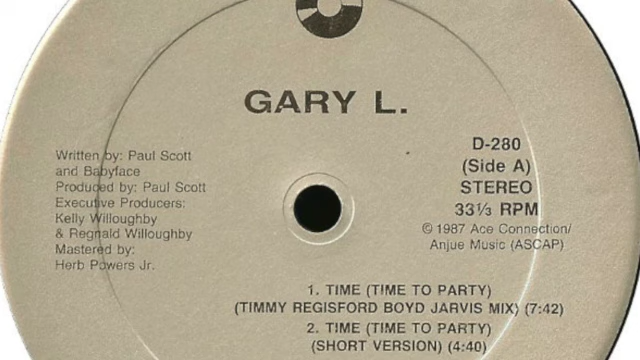 GARY L.
Written by: Paul Scott
and Babyface
Produced by: Paul Scott
Executive Producers:
Kelly Willoughby
& Regnald Willoughby
Mastered by:
Herb Powers Jr.
D-280
(Side A)
STEREO
33⅓ RPM
© 1987 Ace Connection/
Anjue Music (ASCAP)
1. TIME (TIME TO PARTY)
(TIMMY REGISFORD BOYD JARVIS MIX) (7:42)
2. TIME (TIME TO PARTY)
(SHORT VERSION) (4:40)